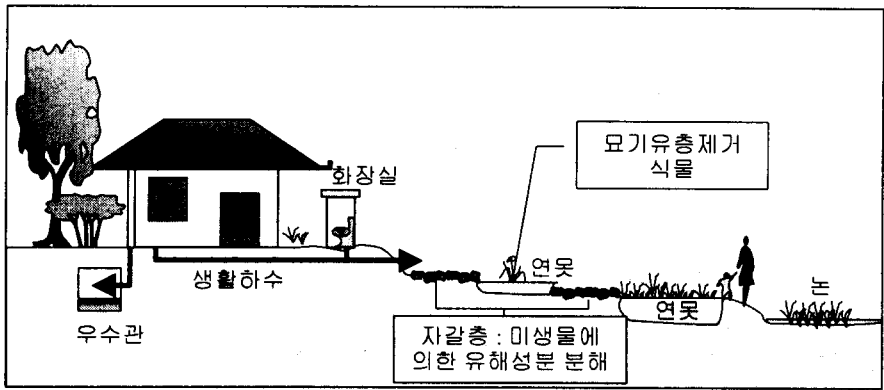 묘기유층제거
식물
화장실
연못
생활하수
논
연못
우수관
자갈층 : 미생물에
의한 유해성분 분해